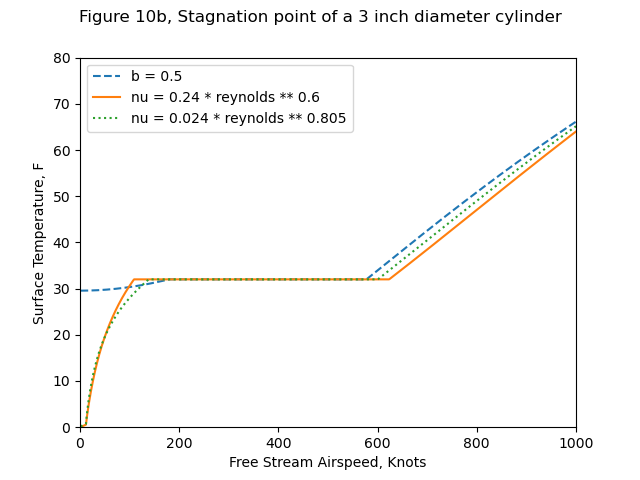 Figure 10b, Stagnation point of a 3 inch diameter cylinder
b = 0.5
nu = 0.24 * reynolds ** 0.6
nu = 0.024 * reynolds ** 0.805
Surface Temperature, F
80
70
60
50
40
30
20
10
0
0 200 400 600 800 1000
Free Stream Airspeed, Knots